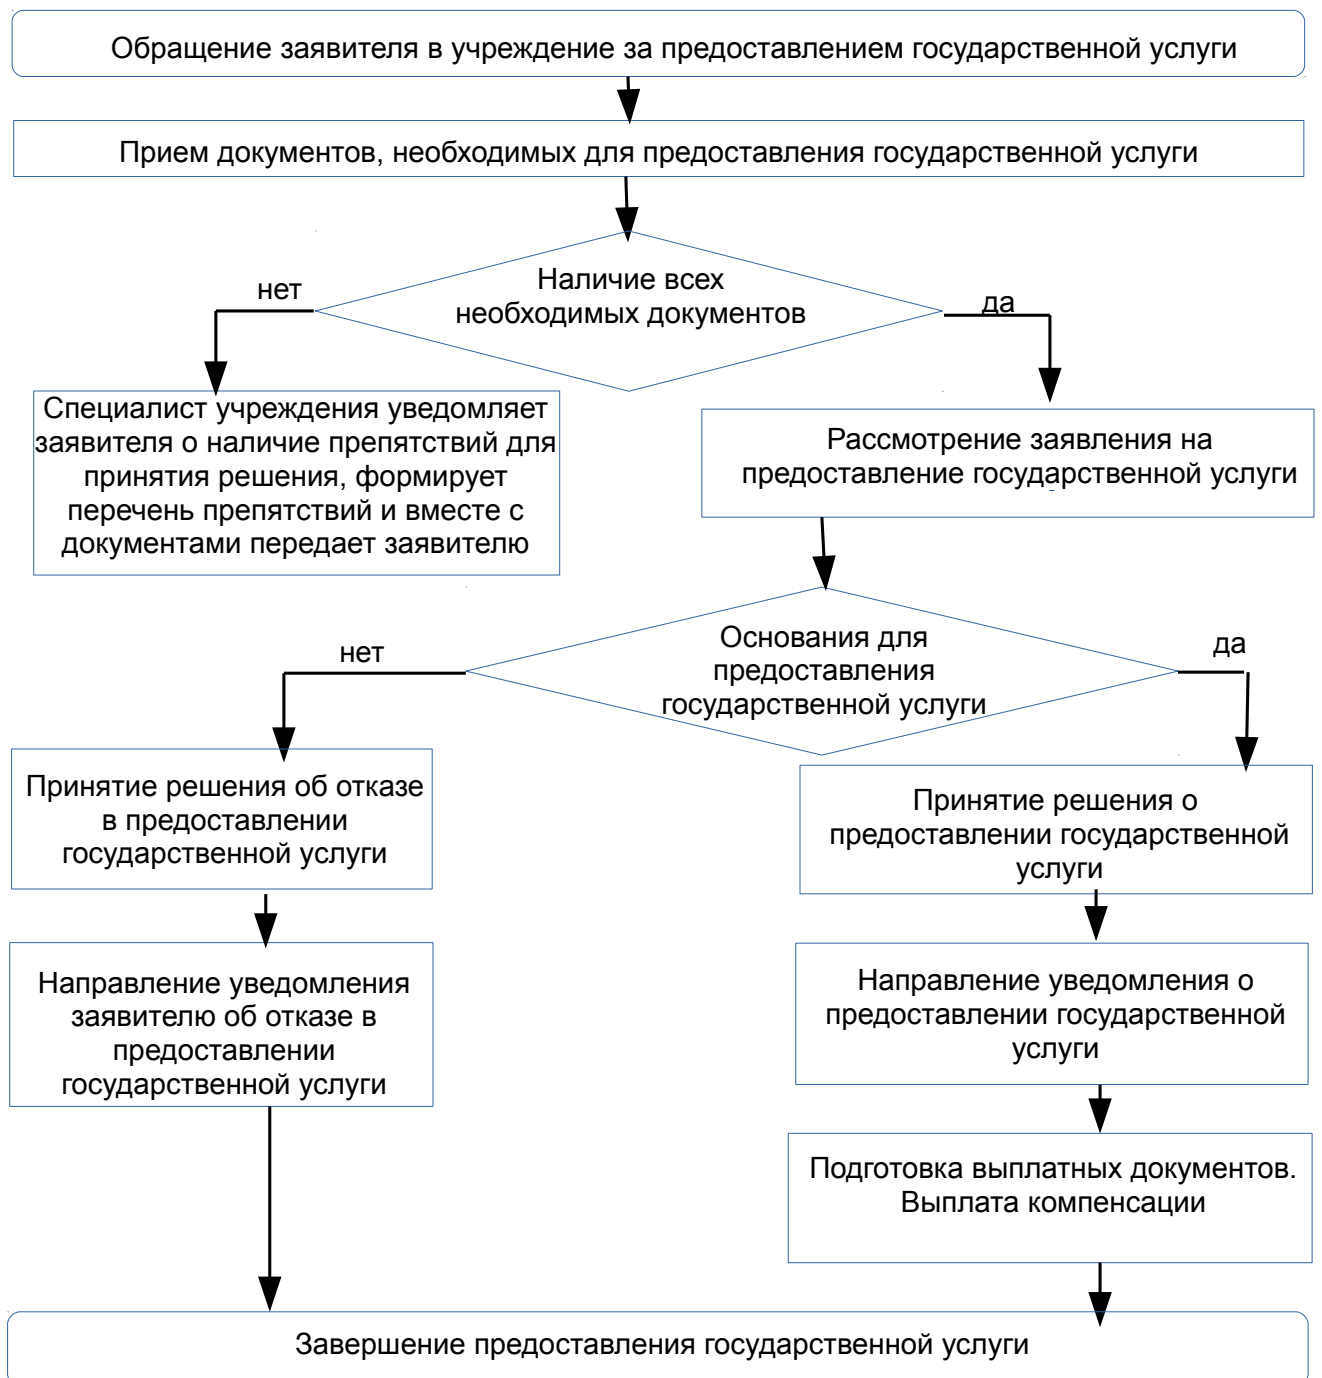 Обращение заявителя в учреждение за предоставлением государственной услуги
Прием документов, необходимых для предоставления государственной услуги
Наличие всех
необходимых документов
нет
да
Специалист учреждения уведомляет
заявителя о наличие препятствий для
принятия решения, формирует
перечень препятствий и вместе с
документами передает заявителю
Рассмотрение заявления на
предоставление государственной услуги
Основания для
предоставления
государственной услуги
нет
да
Принятие решения об отказе
в предоставлении
государственной услуги
Принятие решения о
предоставлении государственной
услуги
Направление уведомления
заявителю об отказе в
предоставлении
государственной услуги
Направление уведомления о
предоставлении государственной
услуги
Подготовка выплатных документов.
Выплата компенсации
Завершение предоставления государственной услуги